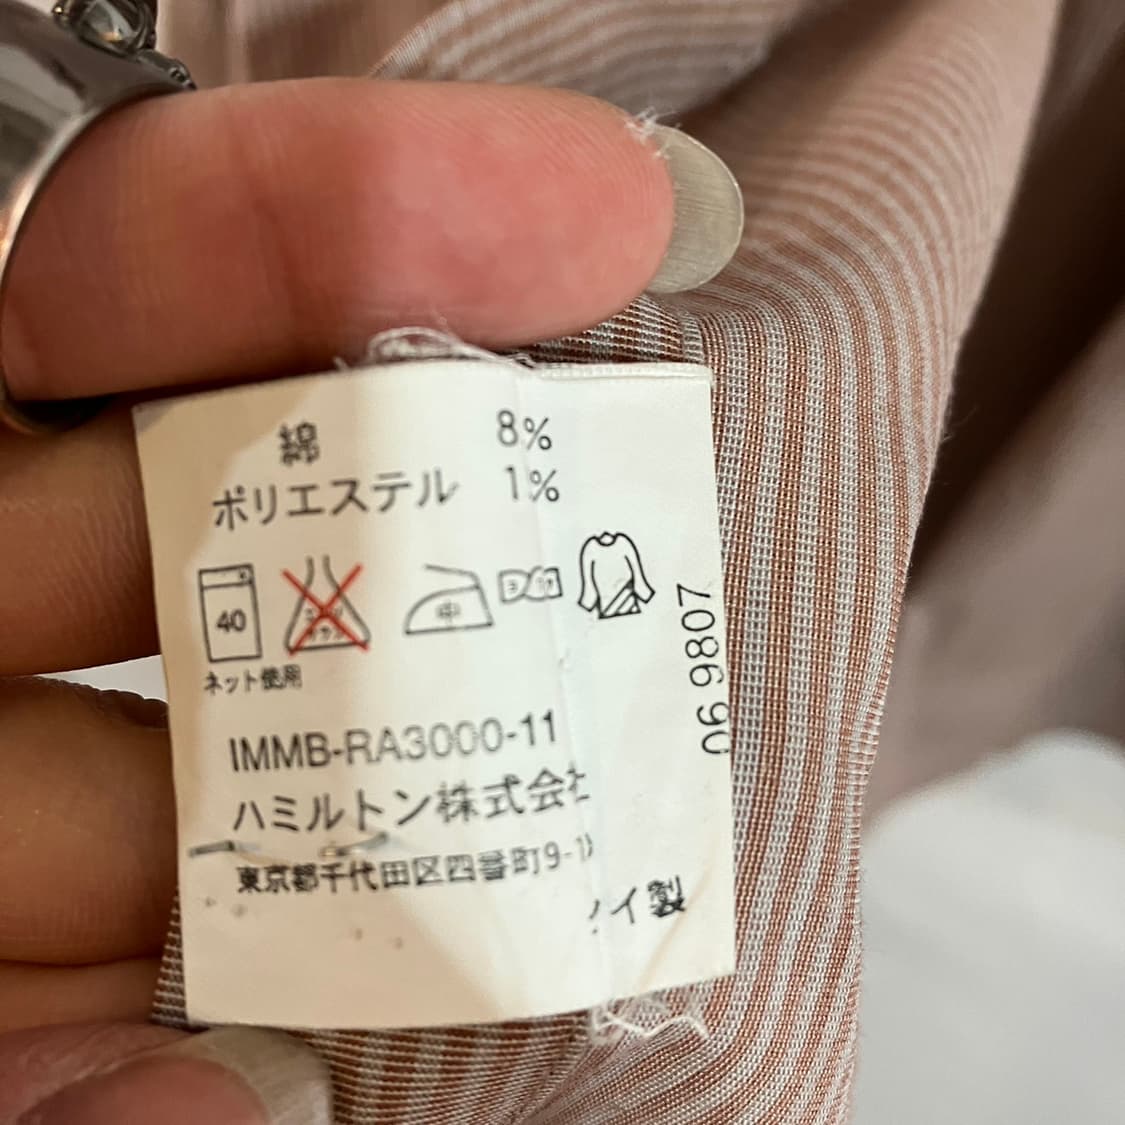 綿 8%
ポリエステル 1%
40
中
ネット使用
IMMB-RA3000-11
ハミルトン株式会社
東京都千代田区四番町9-1
イ製
06 9807